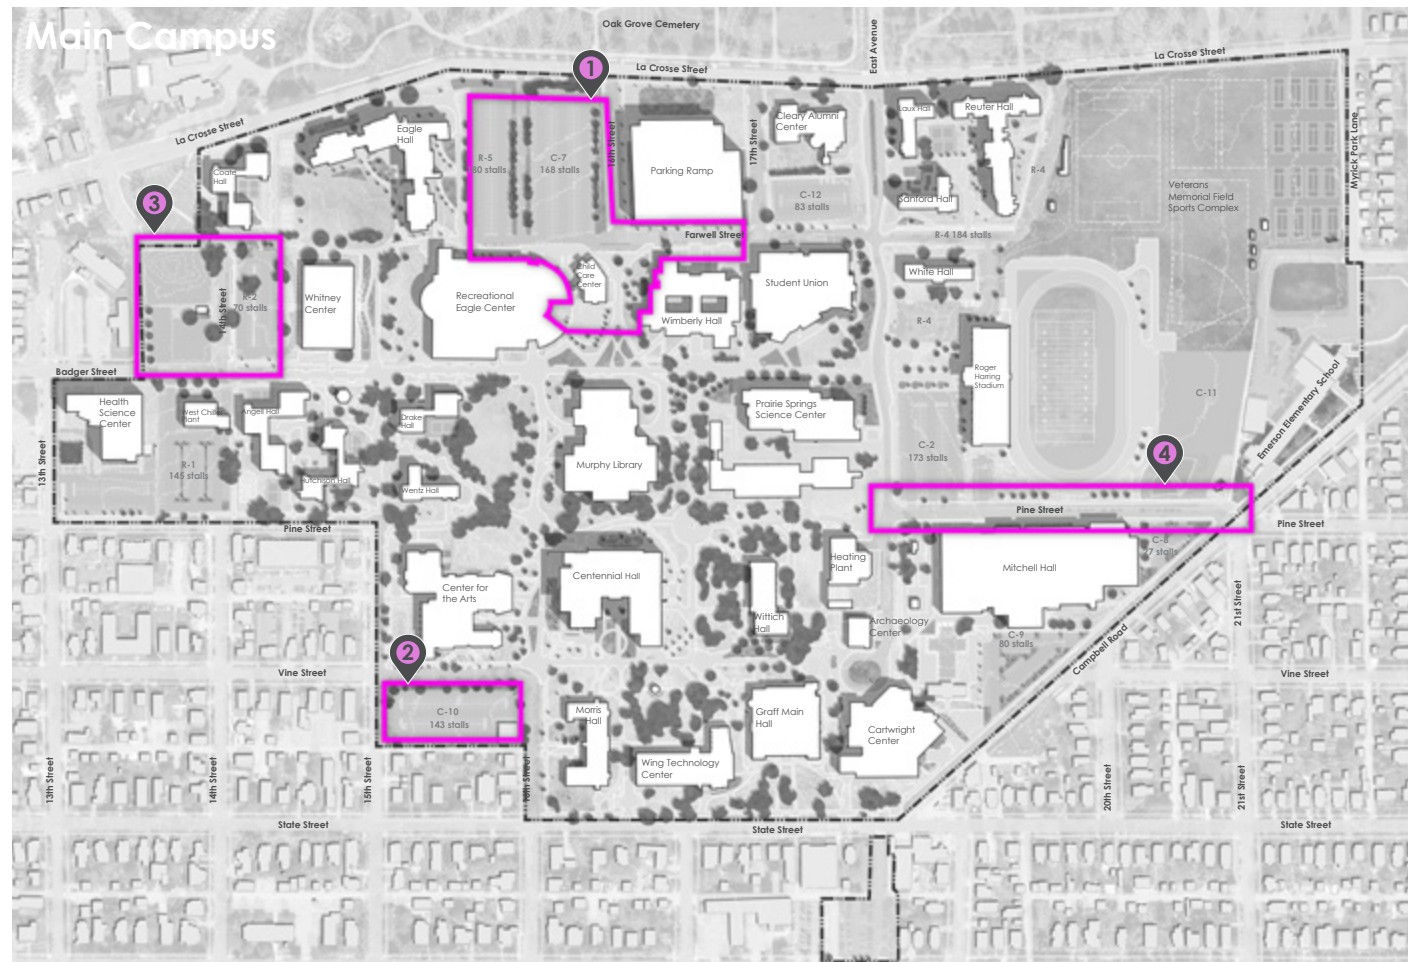 Main Campus
Oak Grove Cemetery
East Avenue
La Crosse Street
La Crosse Street
La Crosse Street
1
Eagle
Hall
R-5
80 stalls
C-7
168 stalls
16th Street
Parking Ramp
17th Street
Cleary Alumni
Center
Laux Hall
Reuter Hall
Myrick Park Lane
Coate
Hall
R-4
C-12
83 stalls
Sanford Hall
Veterans
Memorial Field
Sports Complex
3
Farwell Street
R-4 184 stalls
R-2
70 stalls
14th Street
Whitney
Center
Recreational
Eagle Center
Child
Care
Center
Wimberly Hall
Student Union
White Hall
R-4
Badger Street
Roger
Harring
Stadium
Emerson Elementary School
C-11
Health
Science
Center
West Chiller
Plant
Angell Hall
Drake
Hall
Prairie Springs
Science Center
13th Street
R-1
145 stalls
Hutchison Hall
Wentz Hall
Murphy Library
C-2
173 stalls
4
Pine Street
Pine Street
Pine Street
C-8
27 stalls
Center for
the Arts
Centennial Hall
Heating
Plant
Mitchell Hall
Wittich
Hall
Archaeology
Center
C-9
80 stalls
21st Street
Campbell Road
2
Vine Street
Vine Street
C-10
143 stalls
Morris
Hall
Graff Main
Hall
Cartwright
Center
Wing Technology
Center
13th Street
14th Street
15th Street
16th Street
20th Street
21st Street
State Street
State Street
State Street